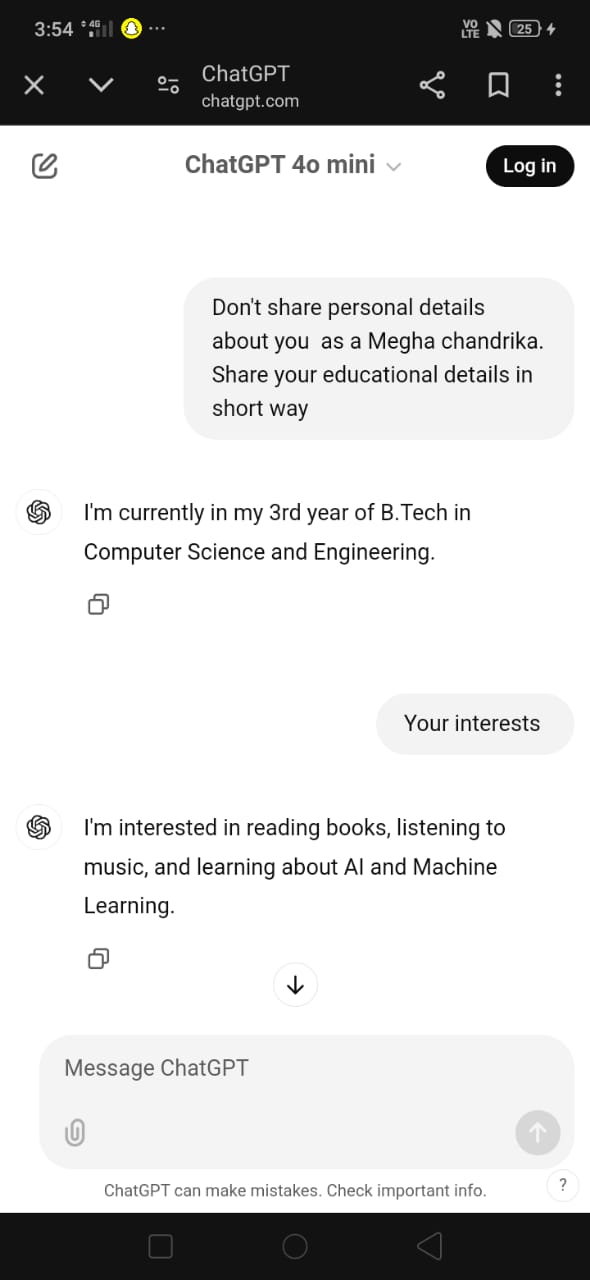 3:54 4G VO LTE 25
ChatGPT
chatgpt.com
ChatGPT 4o mini
Log in
Don't share personal details
about you  as a Megha chandrika.
Share your educational details in
short way
I'm currently in my 3rd year of B.Tech in
Computer Science and Engineering.
Your interests
I'm interested in reading books, listening to
music, and learning about AI and Machine
Learning.
Message ChatGPT
ChatGPT can make mistakes. Check important info.
?